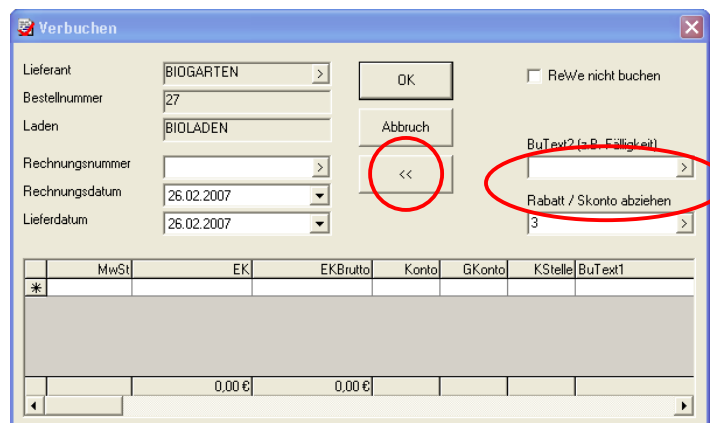 Verbuchen
Lieferant BIOGARTEN > OK ReWe nicht buchen
Bestellnummer 27
Laden BIOLADEN Abbruch
BuText2 (z.B. Fälligkeit)
Rechnungsnummer > << >
Rechnungsdatum 26.02.2007 Rabatt / Skonto abziehen
Lieferdatum 26.02.2007 3 >
MwSt EK EKBrutto Konto GKonto KStelle BuText1
*
0,00 € 0,00 €